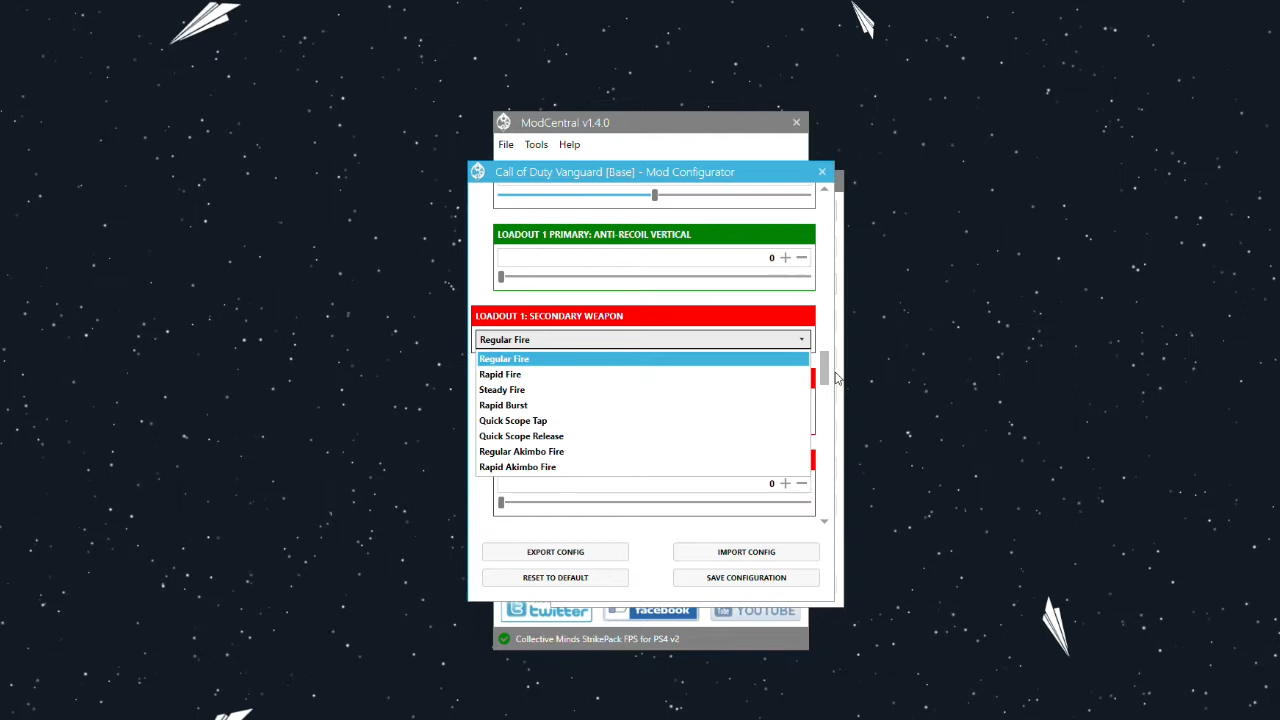 ModCentral v1.4.0
File Tools Help
Call of Duty Vanguard [Base] - Mod Configurator
LOADOUT 1 PRIMARY: ANTI-RECOIL VERTICAL
0
LOADOUT 1: SECONDARY WEAPON
Regular Fire
Regular Fire
Rapid Fire
Steady Fire
Rapid Burst
Quick Scope Tap
Quick Scope Release
Regular Akimbo Fire
Rapid Akimbo Fire
0
EXPORT CONFIG IMPORT CONFIG
RESET TO DEFAULT SAVE CONFIGURATION
twitter facebook YOUTUBE
Collective Minds StrikePack FPS for PS4 v2